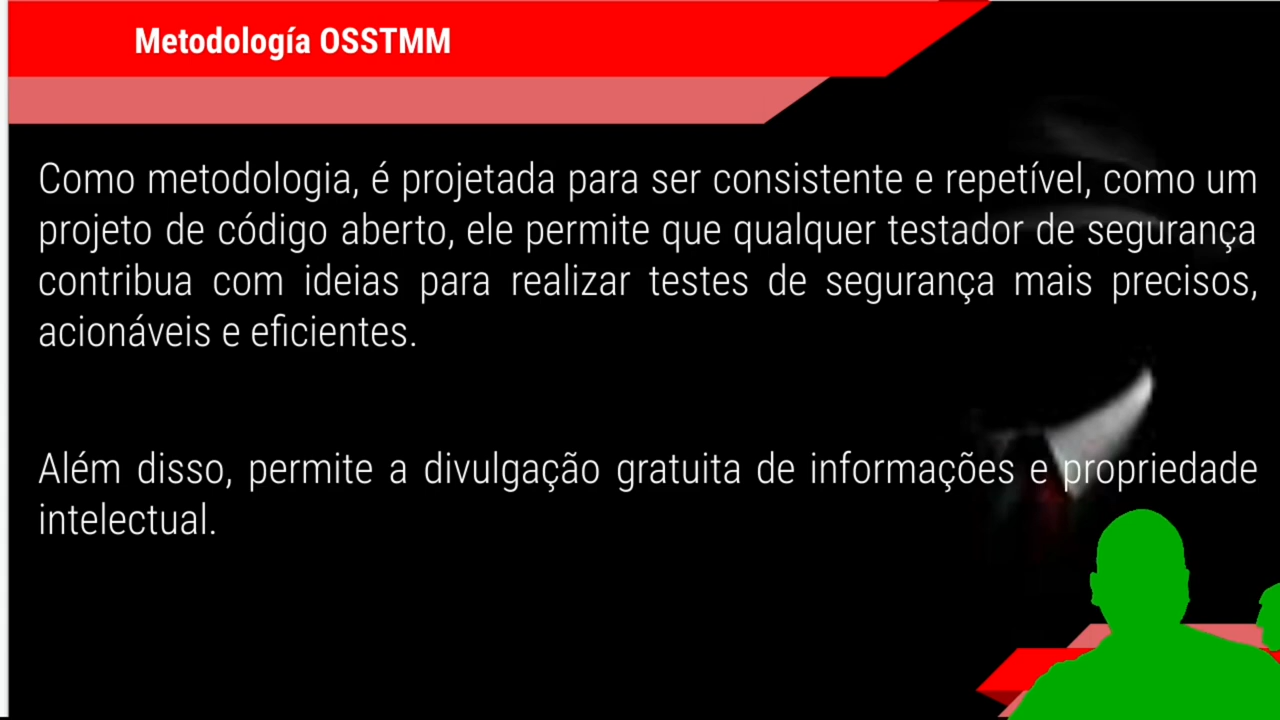 Metodología OSSTMM
Como metodologia, é projetada para ser consistente e repetível, como um
projeto de código aberto, ele permite que qualquer testador de segurança
contribua com ideias para realizar testes de segurança mais precisos,
acionáveis e eficientes.
Além disso, permite a divulgação gratuita de informações e propriedade
intelectual.